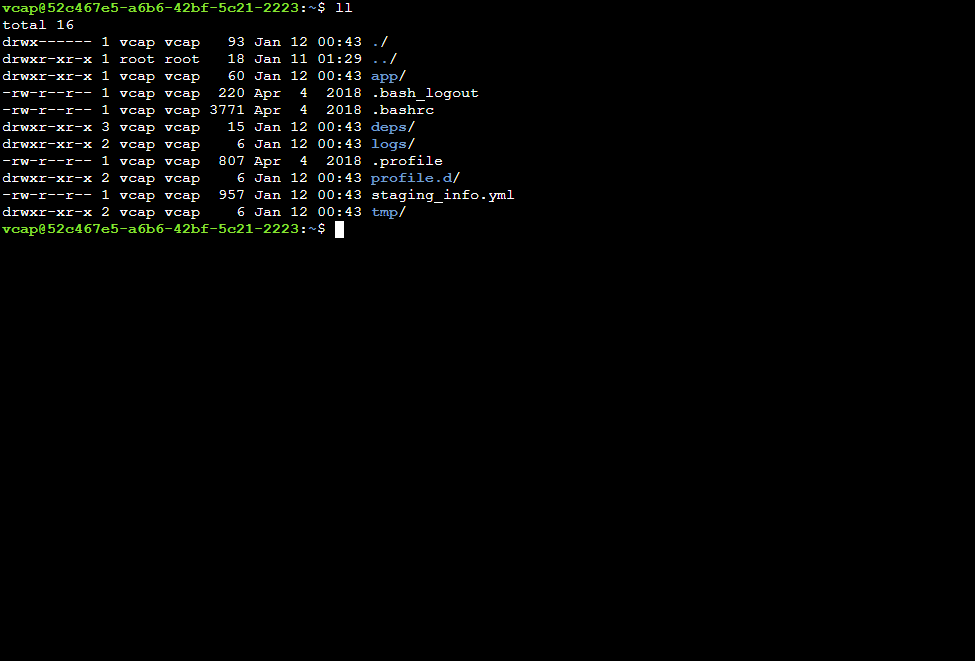 vcap@52c467e5-a6b6-42bf-5c21-2223:~$ ll
total 16
drwx------ 1 vcap vcap   93 Jan 12 00:43 ./
drwxr-xr-x 1 root root   18 Jan 11 01:29 ../
drwxr-xr-x 1 vcap vcap   60 Jan 12 00:43 app/
-rw-r--r-- 1 vcap vcap  220 Apr  4  2018 .bash_logout
-rw-r--r-- 1 vcap vcap 3771 Apr  4  2018 .bashrc
drwxr-xr-x 3 vcap vcap   15 Jan 12 00:43 deps/
drwxr-xr-x 2 vcap vcap    6 Jan 12 00:43 logs/
-rw-r--r-- 1 vcap vcap  807 Apr  4  2018 .profile
drwxr-xr-x 2 vcap vcap    6 Jan 12 00:43 profile.d/
-rw-r--r-- 1 vcap vcap  957 Jan 12 00:43 staging_info.yml
drwxr-xr-x 2 vcap vcap    6 Jan 12 00:43 tmp/
vcap@52c467e5-a6b6-42bf-5c21-2223:~$